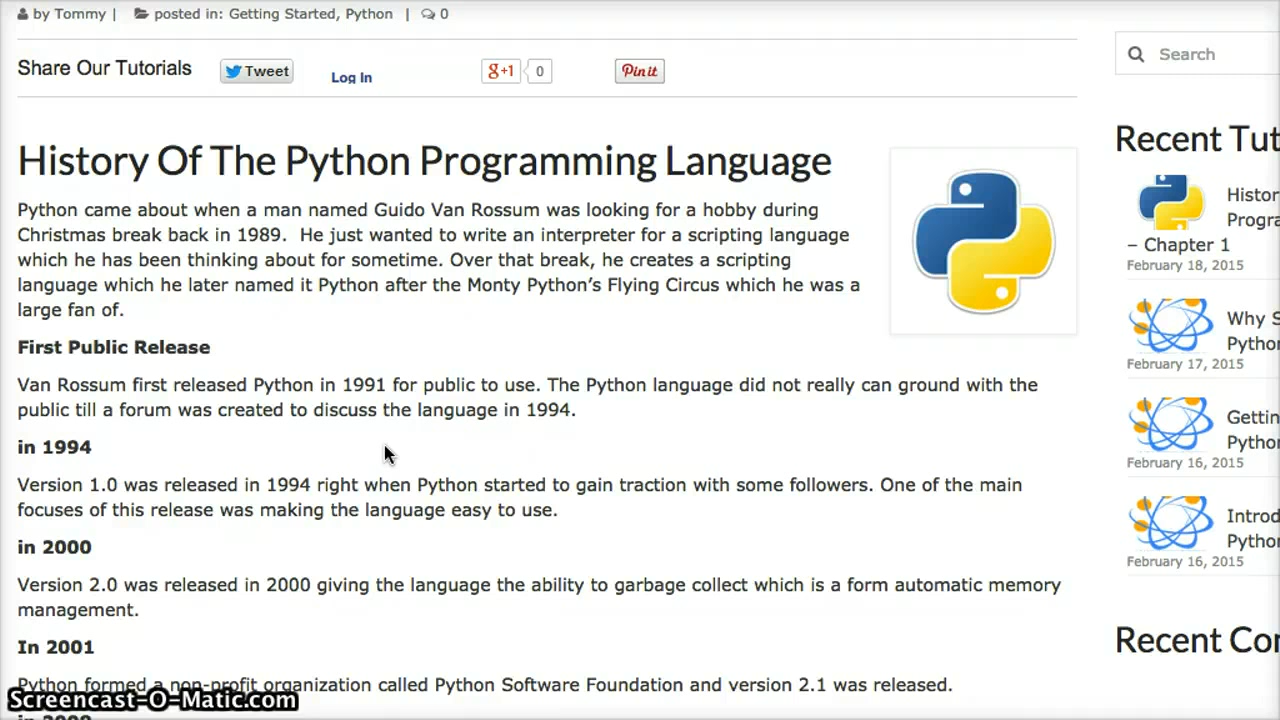 by Tommy | posted in: Getting Started, Python | 0
Share Our Tutorials Tweet Log In g+1 0 Pin it
Search
History Of The Python Programming Language
Python came about when a man named Guido Van Rossum was looking for a hobby during
Christmas break back in 1989. He just wanted to write an interpreter for a scripting language
which he has been thinking about for sometime. Over that break, he creates a scripting
language which he later named it Python after the Monty Python's Flying Circus which he was a
large fan of.
First Public Release
Van Rossum first released Python in 1991 for public to use. The Python language did not really can ground with the
public till a forum was created to discuss the language in 1994.
in 1994
Version 1.0 was released in 1994 right when Python started to gain traction with some followers. One of the main
focuses of this release was making the language easy to use.
in 2000
Version 2.0 was released in 2000 giving the language the ability to garbage collect which is a form automatic memory
management.
In 2001
Python formed a non-profit organization called Python Software Foundation and version 2.1 was released.
Screencast-O-Matic.com
Recent Tut
Histor
Progra
– Chapter 1
February 18, 2015
Why S
Python
February 17, 2015
Gettin
Python
February 16, 2015
Introd
Python
February 16, 2015
Recent Co